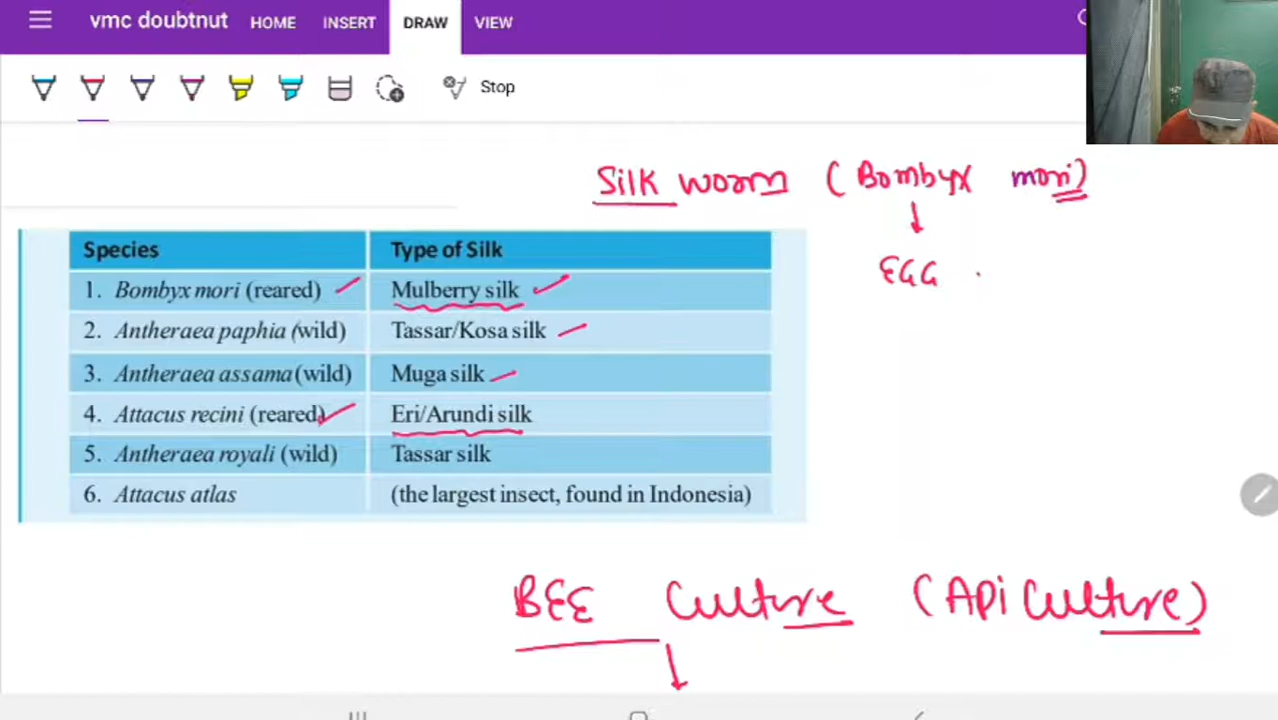 vmc doubtnut HOME INSERT DRAW VIEW
Stop
Silk worm (Bombyx mori)
EGG
Species Type of Silk
1. Bombyx mori (reared) Mulberry silk
2. Antheraea paphia (wild) Tassar/Kosa silk
3. Antheraea assama (wild) Muga silk
4. Attacus recini (reared) Eri/Arundi silk
5. Antheraea royali (wild) Tassar silk
6. Attacus atlas (the largest insect, found in Indonesia)
BEE Culture (Api Culture)